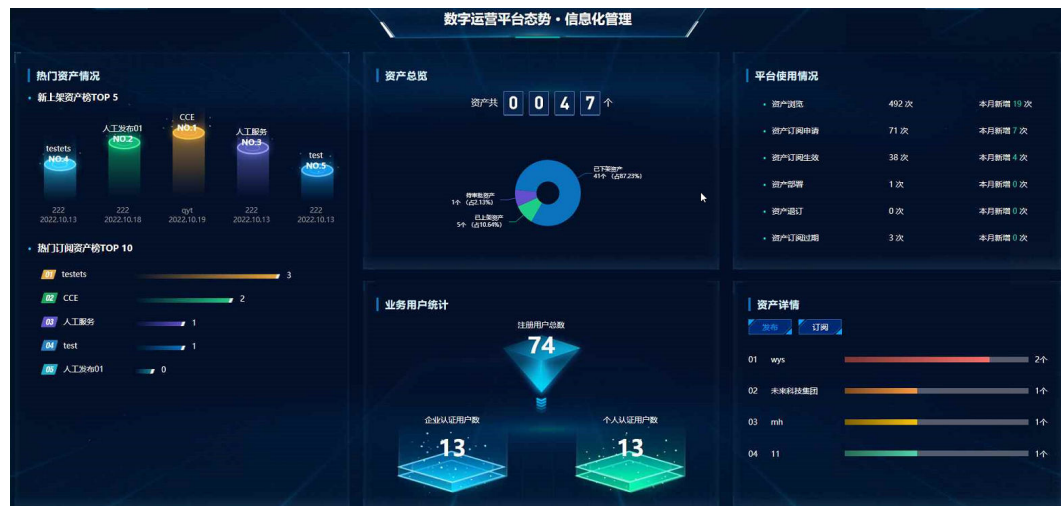 数字运营平台态势·信息化管理
热门资产情况
新上架资产榜TOP 5
testets
NO.4
人工发布01
NO.2
CCE
NO.1
人工服务
NO.3
test
NO.5
222
2022.10.13
222
2022.10.18
qyt
2022.10.19
222
2022.10.13
222
2022.10.13
热门订阅资产榜TOP 10
01 testets 3
02 CCE 2
03 人工服务 1
04 test 1
05 人工发布01 0
资产总览
资产共 0 0 4 7 个
已下架资产
41个 (占87.23%)
待审批资产
1个 (占2.13%)
已上架资产
5个 (占10.64%)
业务用户统计
注册用户总数
74
企业认证用户数
13
个人认证用户数
13
平台使用情况
资产浏览 492 次 本月新增 19 次
资产订阅申请 71 次 本月新增 7 次
资产订阅生效 38 次 本月新增 4 次
资产部署 1 次 本月新增 0 次
资产退订 0 次 本月新增 0 次
资产订阅过期 3 次 本月新增 0 次
资产详情
发布 订阅
01 wys 2个
02 未来科技集团 1个
03 mh 1个
04 11 1个